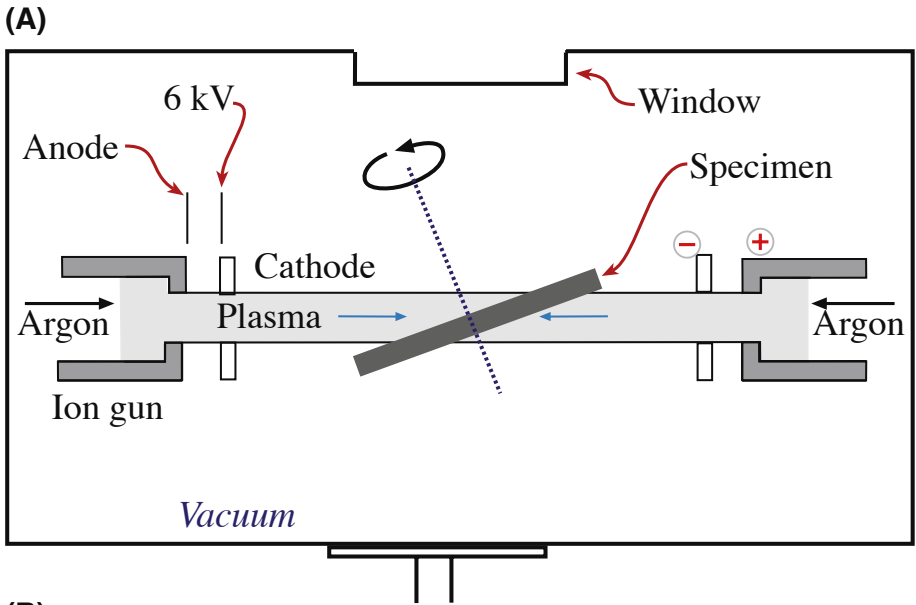 (A)
6 kV
Window
Anode
Specimen
− +
Cathode
Argon
Plasma
Argon
Ion gun
Vacuum